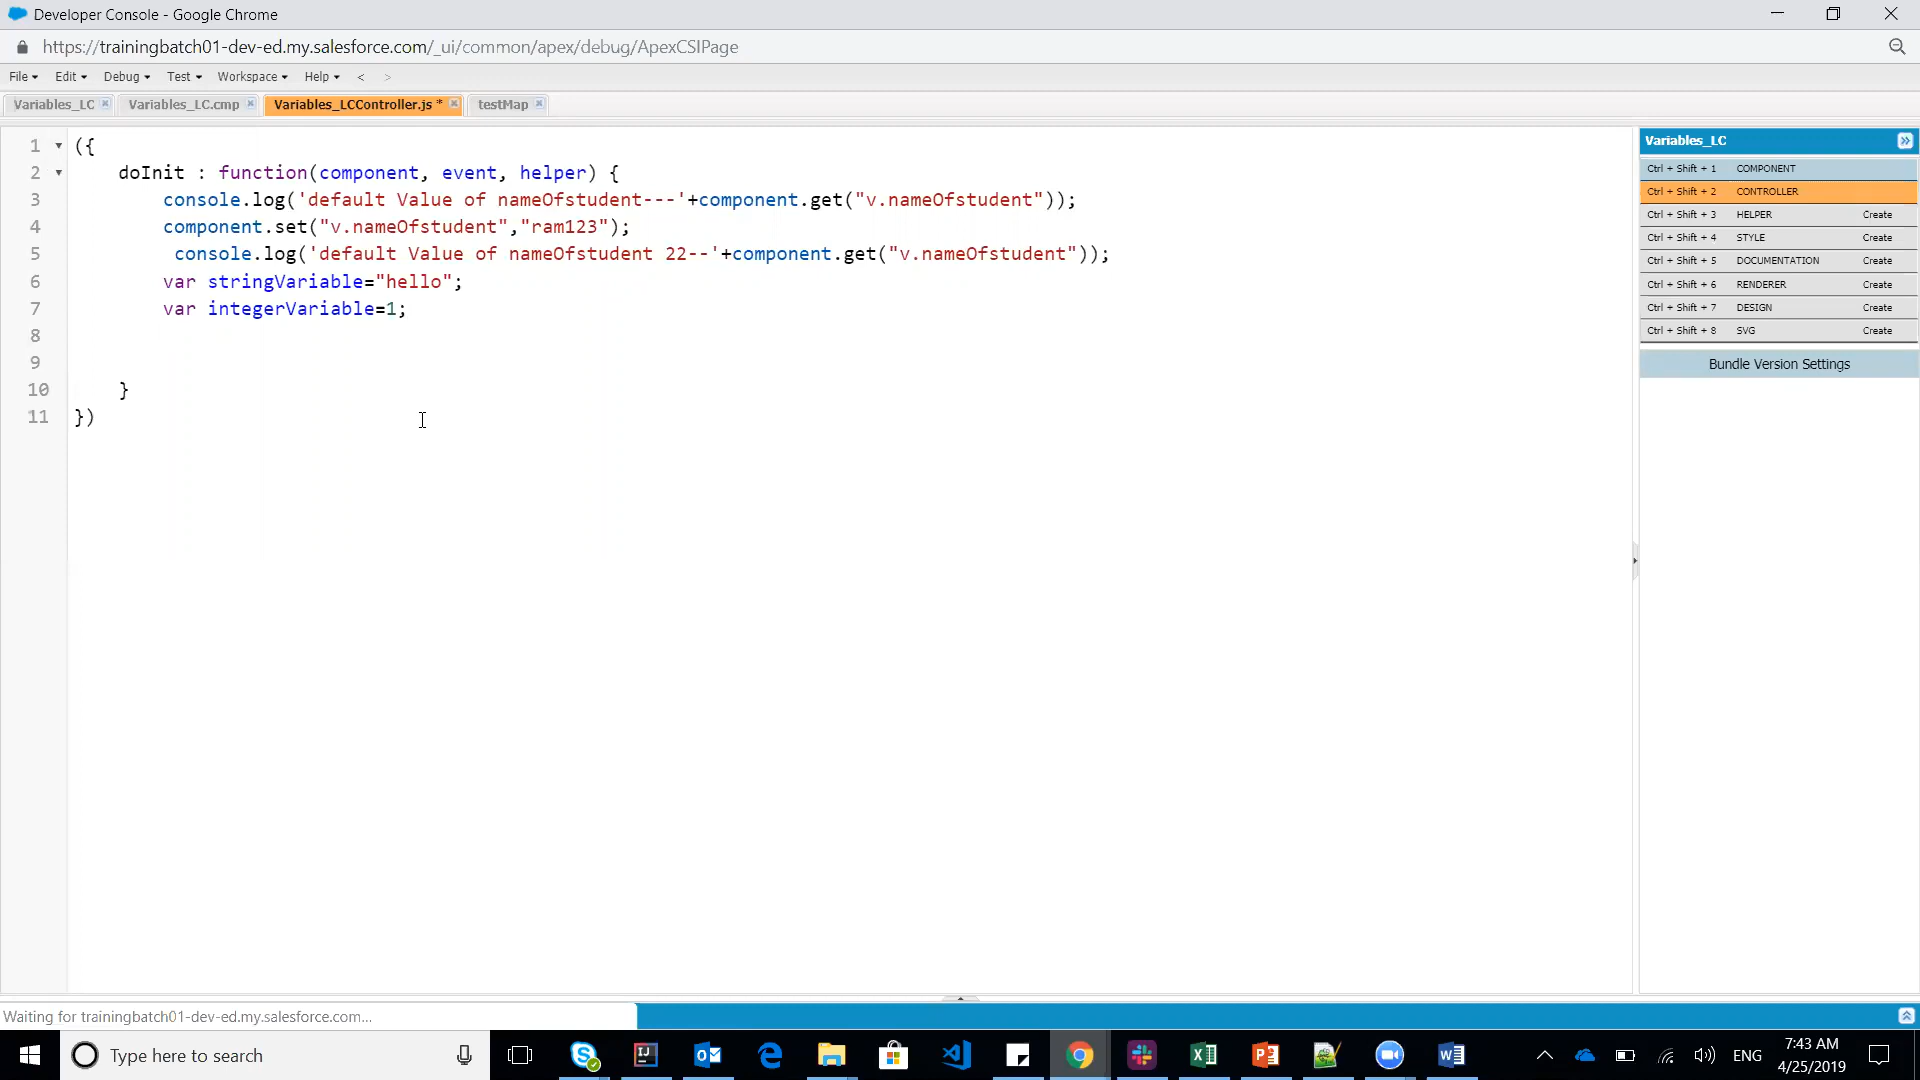 Developer Console - Google Chrome
https://trainingbatch01-dev-ed.my.salesforce.com/_ui/common/apex/debug/ApexCSIPage
File Edit Debug Test Workspace Help < >
Variables_LC Variables_LC.cmp Variables_LCController.js * testMap
1 ({
2 doInit : function(component, event, helper) {
3 console.log('default Value of nameOfstudent---'+component.get("v.nameOfstudent"));
4 component.set("v.nameOfstudent","ram123");
5 console.log('default Value of nameOfstudent 22--'+component.get("v.nameOfstudent"));
6 var stringVariable="hello";
7 var integerVariable=1;
8
9
10 }
11 })
Variables_LC
Ctrl + Shift + 1 COMPONENT
Ctrl + Shift + 2 CONTROLLER
Ctrl + Shift + 3 HELPER Create
Ctrl + Shift + 4 STYLE Create
Ctrl + Shift + 5 DOCUMENTATION Create
Ctrl + Shift + 6 RENDERER Create
Ctrl + Shift + 7 DESIGN Create
Ctrl + Shift + 8 SVG Create
Bundle Version Settings
Waiting for trainingbatch01-dev-ed.my.salesforce.com...
Type here to search
ENG
7:43 AM
4/25/2019